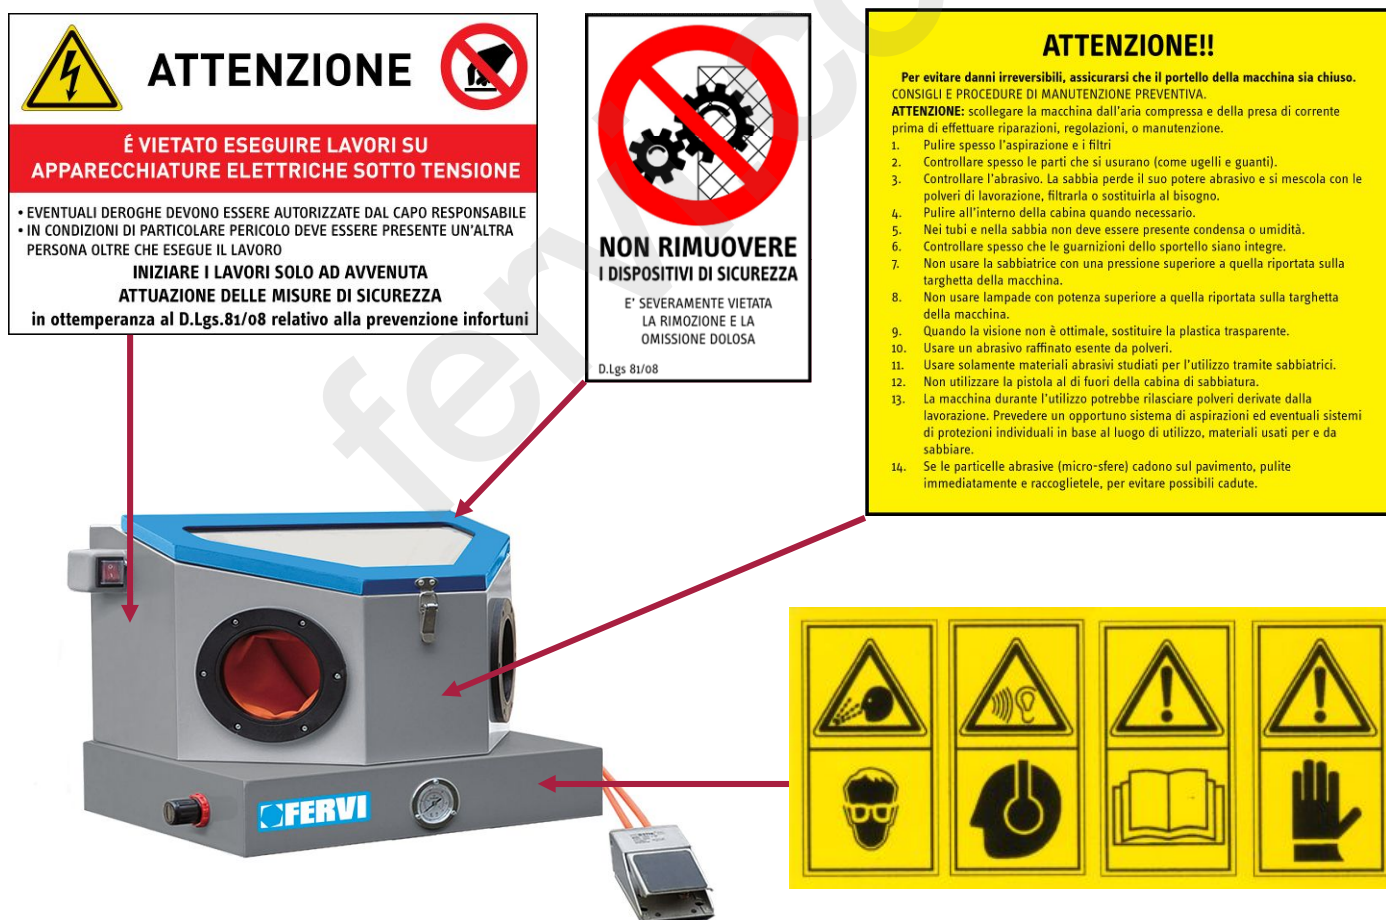 ATTENZIONE
É VIETATO ESEGUIRE LAVORI SU
APPARECCHIATURE ELETTRICHE SOTTO TENSIONE
• EVENTUALI DEROGHE DEVONO ESSERE AUTORIZZATE DAL CAPO RESPONSABILE
• IN CONDIZIONI DI PARTICOLARE PERICOLO DEVE ESSERE PRESENTE UN'ALTRA
PERSONA OLTRE CHE ESEGUE IL LAVORO
INIZIARE I LAVORI SOLO AD AVVENUTA
ATTUAZIONE DELLE MISURE DI SICUREZZA
in ottemperanza al D.Lgs.81/08 relativo alla prevenzione infortuni
NON RIMUOVERE
I DISPOSITIVI DI SICUREZZA
E' SEVERAMENTE VIETATA
LA RIMOZIONE E LA
OMISSIONE DOLOSA
D.Lgs 81/08
ATTENZIONE!!
Per evitare danni irreversibili, assicurarsi che il portello della macchina sia chiuso.
CONSIGLI E PROCEDURE DI MANUTENZIONE PREVENTIVA.
ATTENZIONE: scollegare la macchina dall'aria compressa e della presa di corrente
prima di effettuare riparazioni, regolazioni, o manutenzione.
1. Pulire spesso l'aspirazione e i filtri
2. Controllare spesso le parti che si usurano (come ugelli e guanti).
3. Controllare l'abrasivo. La sabbia perde il suo potere abrasivo e si mescola con le
polveri di lavorazione, filtrarla o sostituirla al bisogno.
4. Pulire all'interno della cabina quando necessario.
5. Nei tubi e nella sabbia non deve essere presente condensa o umidità.
6. Controllare spesso che le guarnizioni dello sportello siano integre.
7. Non usare la sabbiatrice con una pressione superiore a quella riportata sulla
targhetta della macchina.
8. Non usare lampade con potenza superiore a quella riportata sulla targhetta
della macchina.
9. Quando la visione non è ottimale, sostituire la plastica trasparente.
10. Usare un abrasivo raffinato esente da polveri.
11. Usare solamente materiali abrasivi studiati per l'utilizzo tramite sabbiatrici.
12. Non utilizzare la pistola al di fuori della cabina di sabbiatura.
13. La macchina durante l'utilizzo potrebbe rilasciare polveri derivate dalla
lavorazione. Prevedere un opportuno sistema di aspirazioni ed eventuali sistemi
di protezioni individuali in base al luogo di utilizzo, materiali usati per e da
sabbiare.
14. Se le particelle abrasive (micro-sfere) cadono sul pavimento, pulite
immediatamente e raccoglietele, per evitare possibili cadute.
FERVI
fervi.co